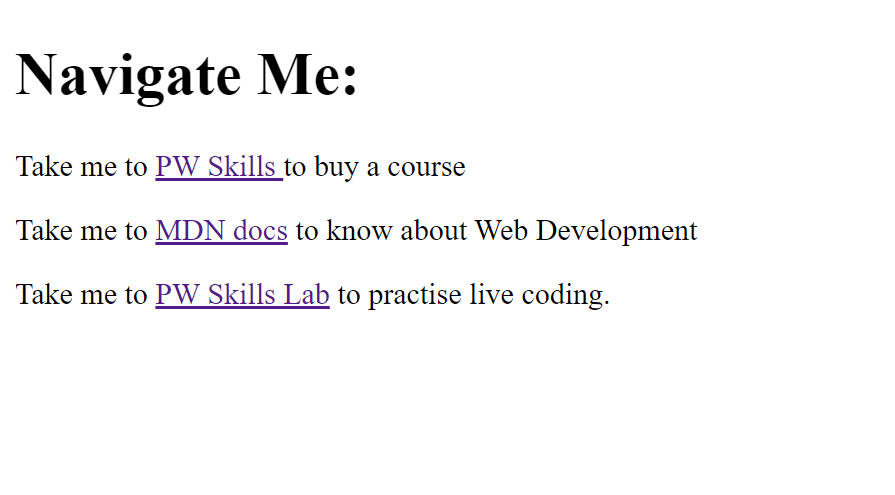 Navigate Me:
Take me to PW Skills to buy a course
Take me to MDN docs to know about Web Development
Take me to PW Skills Lab to practise live coding.